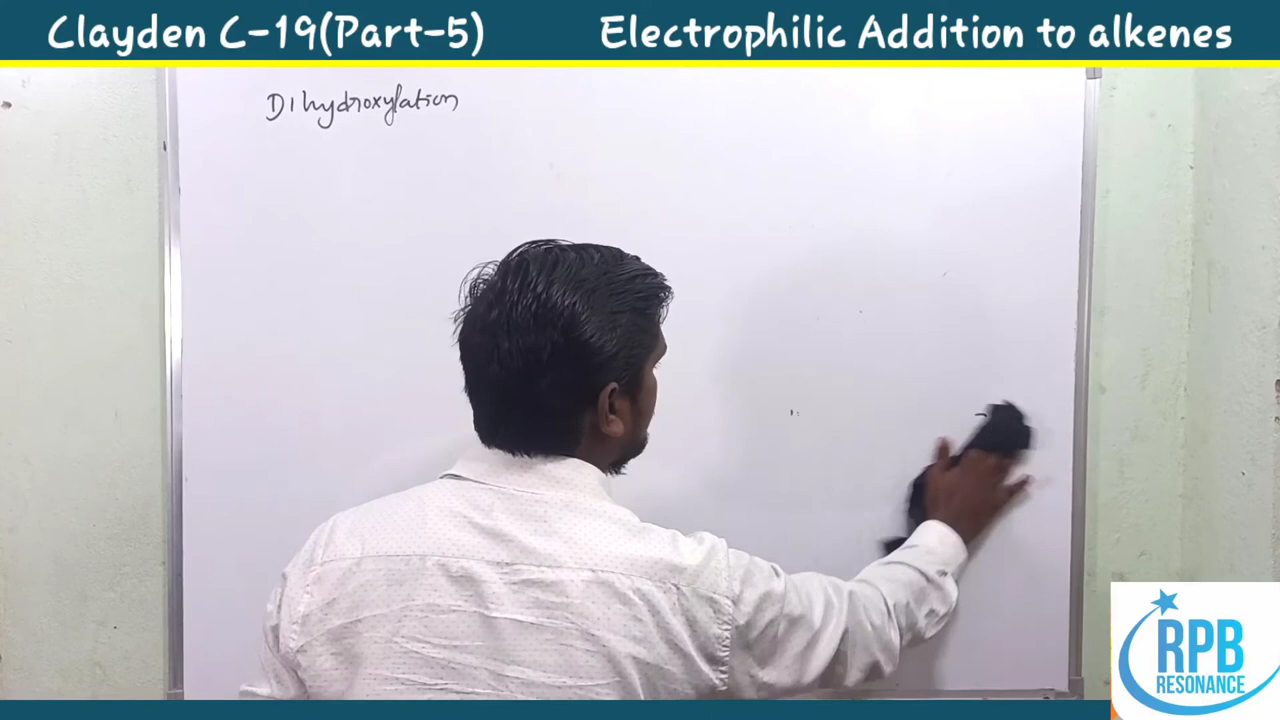 Clayden C-19(Part-5) Electrophilic Addition to alkenes
Dihydroxylation
RPB
RESONANCE